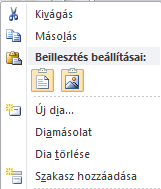 Kivágás
Másolás
Beillesztés beállításai:
Új dia...
Diamásolat
Dia törlése
Szakasz hozzáadása